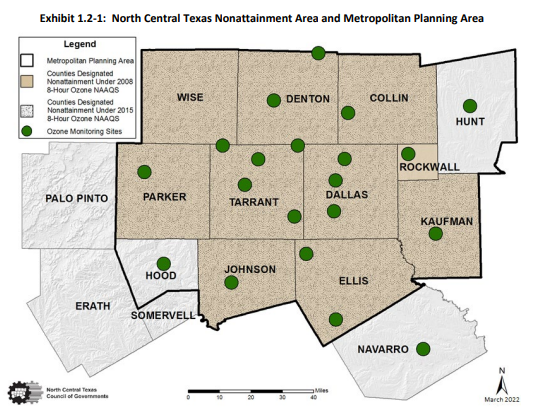 Exhibit 1.2-1: North Central Texas Nonattainment Area and Metropolitan Planning Area
Legend
Metropolitan Planning Area
Counties Designated
Nonattainment Under 2008
8-Hour Ozone NAAQS
Counties Designated
Nonattainment Under 2015
8-Hour Ozone NAAQS
Ozone Monitoring Sites
WISE
DENTON
COLLIN
HUNT
ROCKWALL
PALO PINTO
PARKER
TARRANT
DALLAS
KAUFMAN
HOOD
JOHNSON
ELLIS
ERATH
SOMERVELL
NAVARRO
North Central Texas
Council of Governments
0 10 20 30 40 Miles
N
March 2022